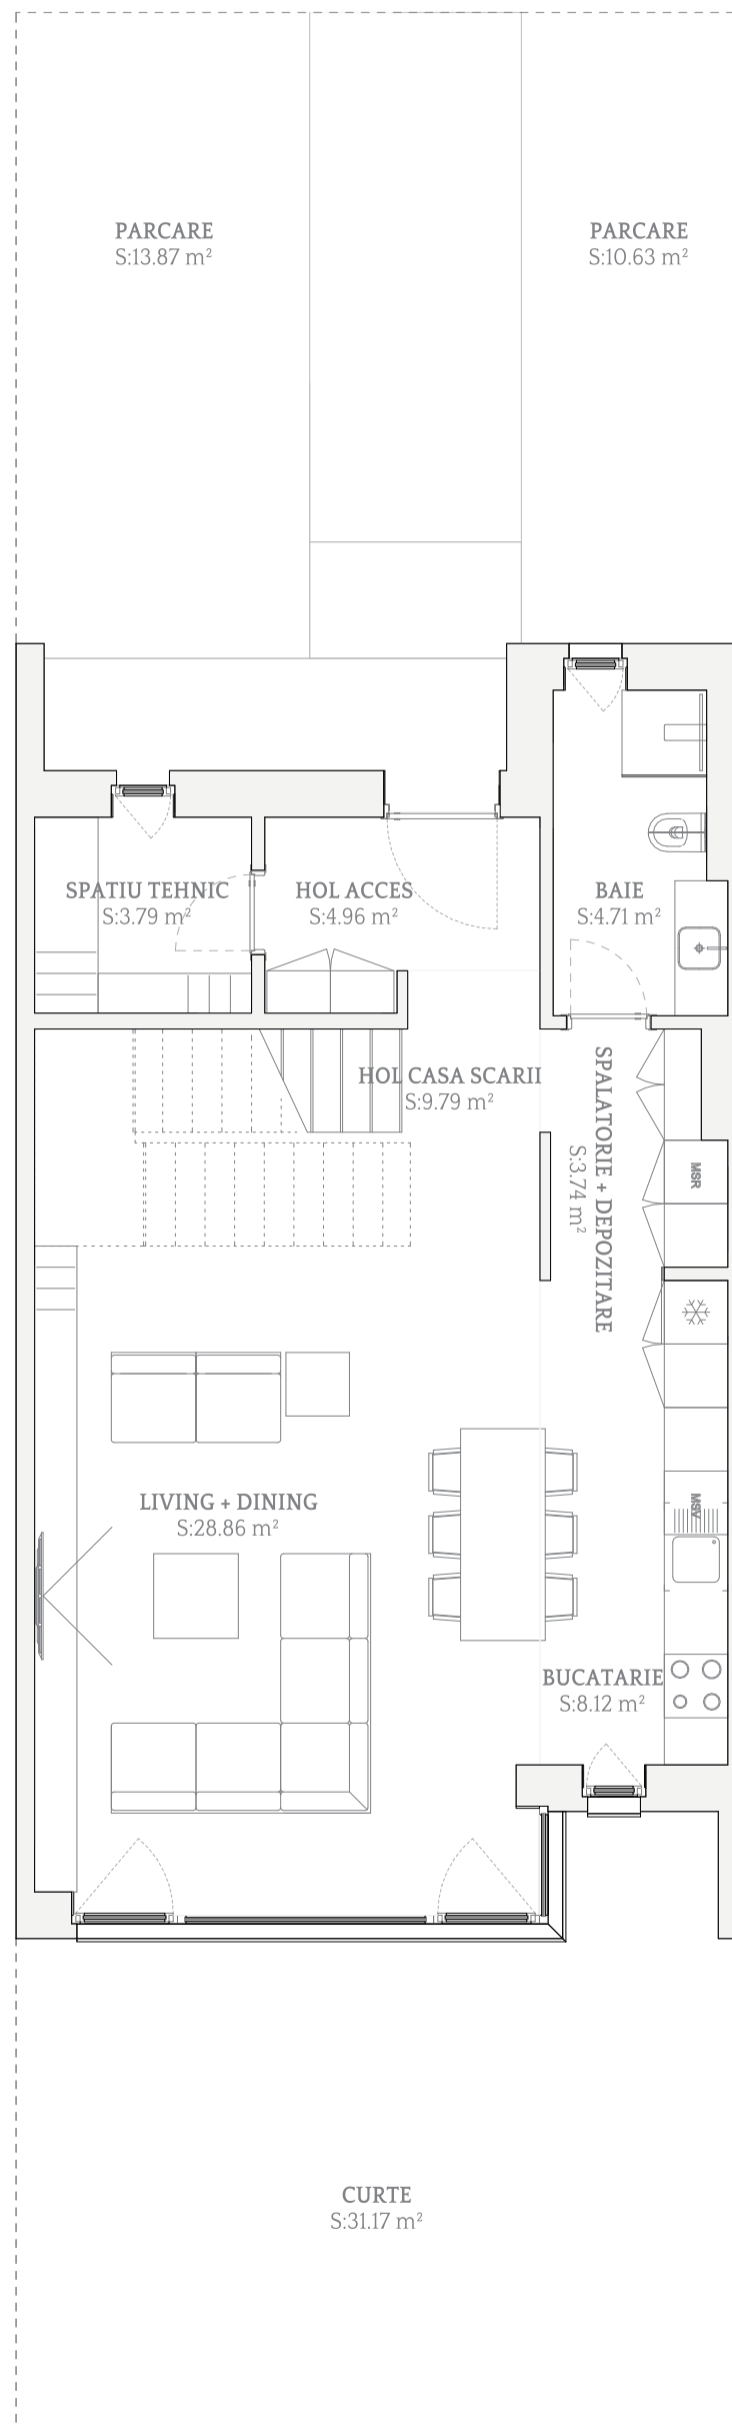 PARCARE
S:13.87 m²
PARCARE
S:10.63 m²
SPATIU TEHNIC
S:3.79 m²
HOL ACCES
S:4.96 m²
BAIE
S:4.71 m²
HOL CASA SCARII
S:9.79 m²
SPALATORIE + DEPOZITARE
S:3.74 m²
MSR
LIVING + DINING
S:28.86 m²
MSV
BUCATARIE
S:8.12 m²
CURTE
S:31.17 m²